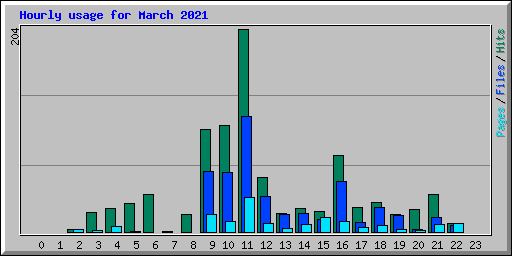 Hourly usage for March 2021
204
Pages/Files/Hits
0 1 2 3 4 5 6 7 8 9 10 11 12 13 14 15 16 17 18 19 20 21 22 23